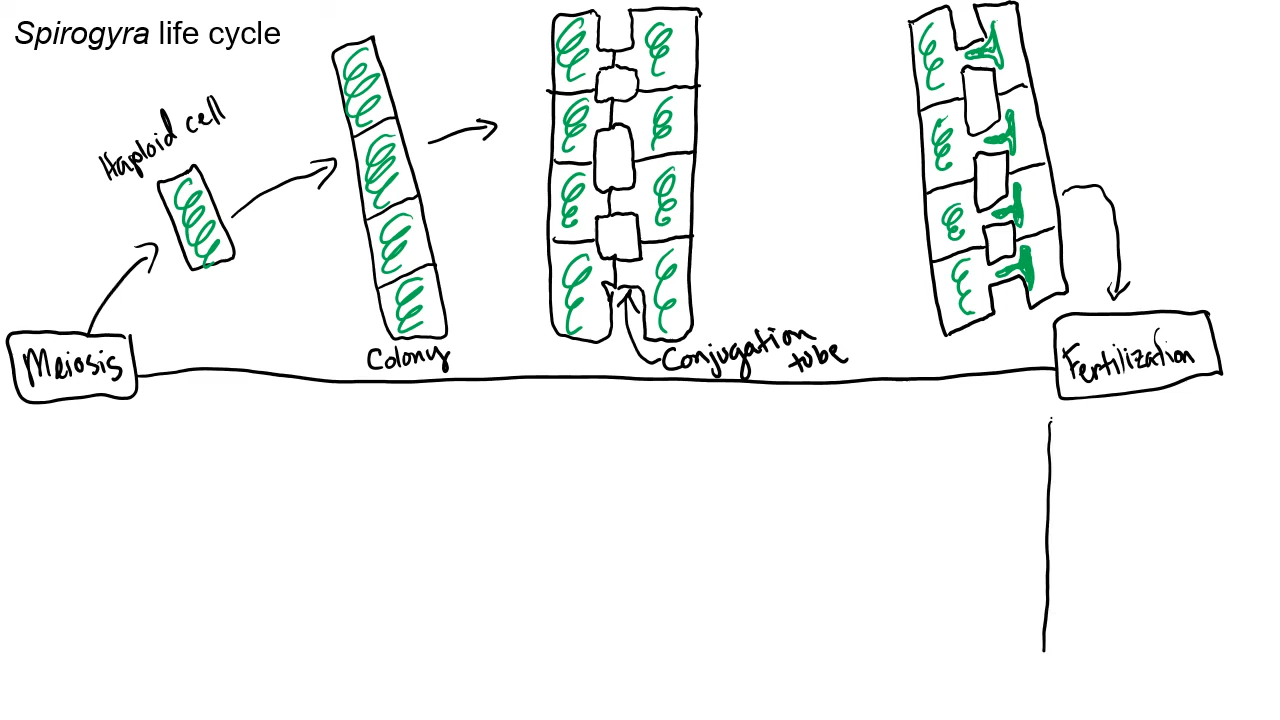 Spirogyra life cycle
Haploid cell
Meiosis
Colony
Conjugation
tube
Fertilization